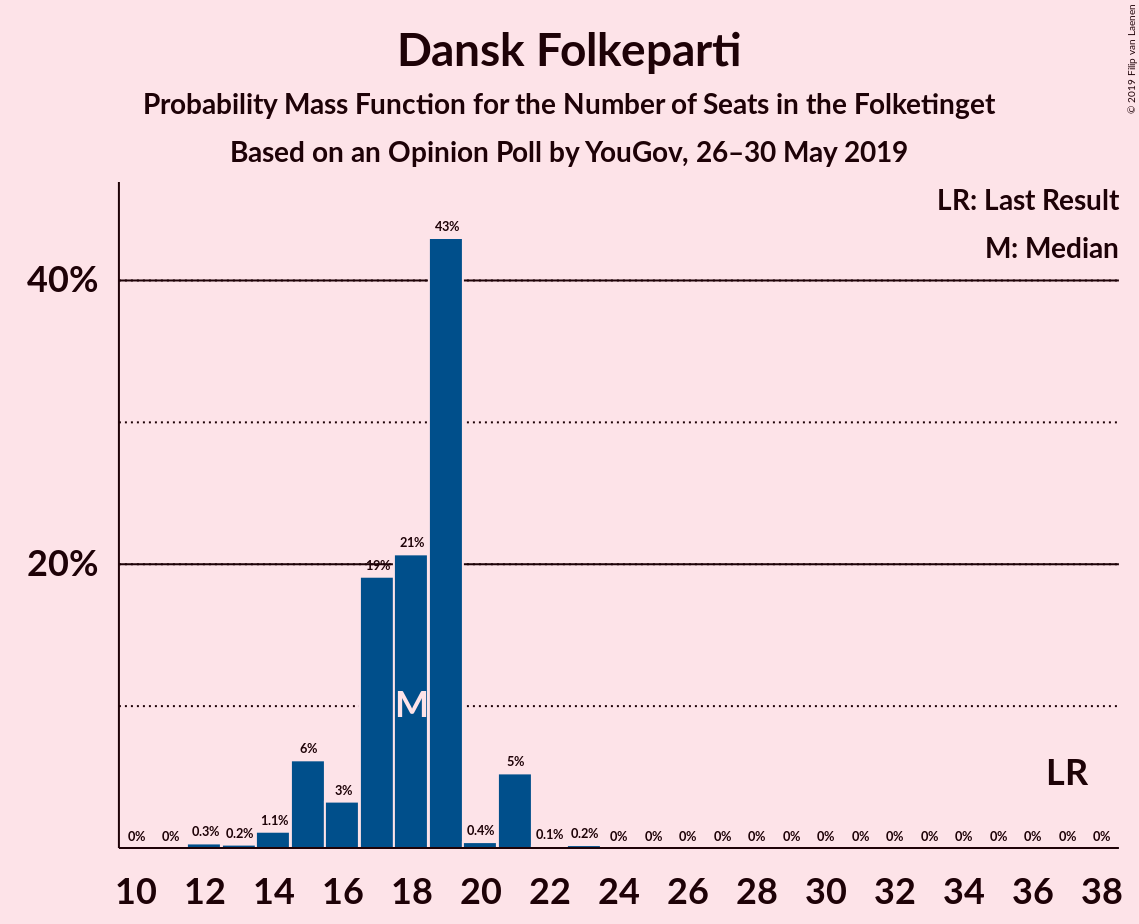 Dansk Folkeparti
Probability Mass Function for the Number of Seats in the Folketinget
Based on an Opinion Poll by YouGov, 26–30 May 2019
© 2019 Filip van Laenen
LR: Last Result
M: Median
40%
20%
0% 0% 0.3% 0.2% 1.1% 6% 3% 19% 21% 43% 0.4% 5% 0.1% 0.2% 0% 0% 0% 0% 0% 0% 0% 0% 0% 0% 0% 0% 0% 0% 0%
M
LR
10 12 14 16 18 20 22 24 26 28 30 32 34 36 38